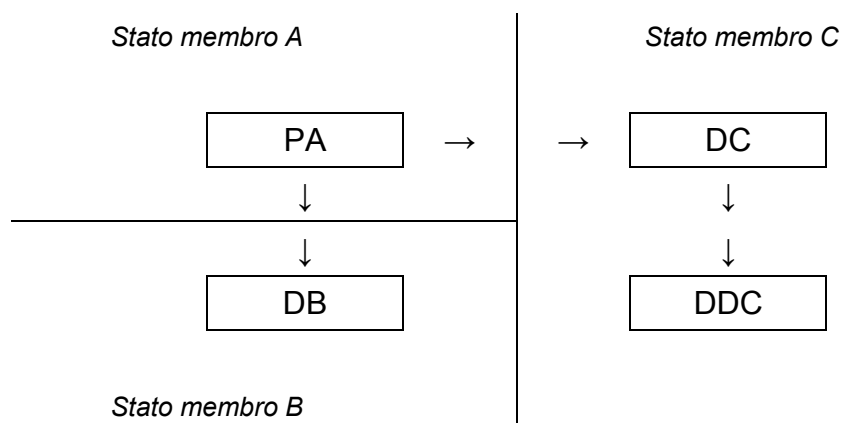 Stato membro A Stato membro C
PA → → DC
↓ ↓
↓ ↓
DB DDC
Stato membro B